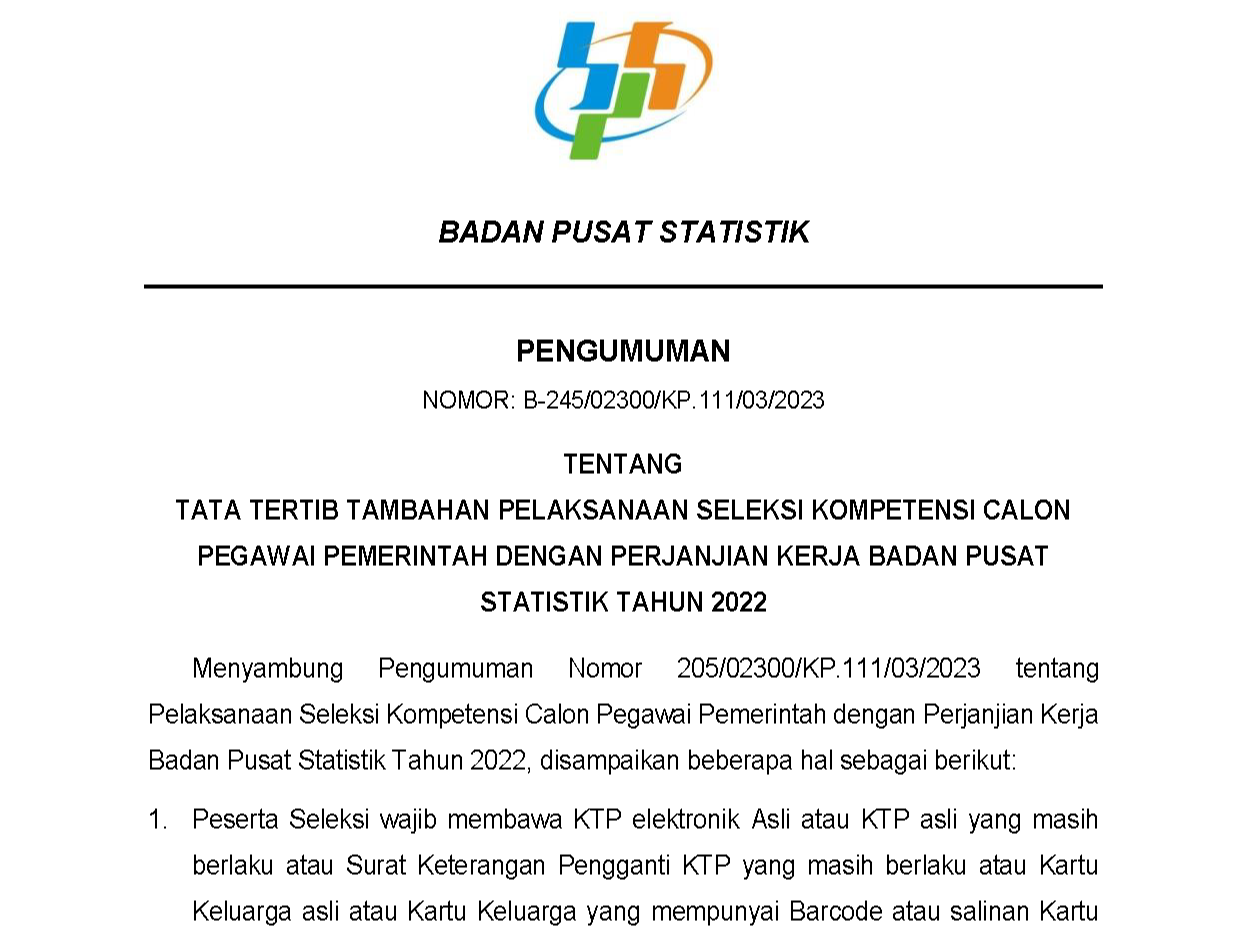 BADAN PUSAT STATISTIK
PENGUMUMAN
NOMOR: B-245/02300/KP.111/03/2023
TENTANG
TATA TERTIB TAMBAHAN PELAKSANAAN SELEKSI KOMPETENSI CALON
PEGAWAI PEMERINTAH DENGAN PERJANJIAN KERJA BADAN PUSAT
STATISTIK TAHUN 2022
Menyambung Pengumuman Nomor 205/02300/KP.111/03/2023 tentang
Pelaksanaan Seleksi Kompetensi Calon Pegawai Pemerintah dengan Perjanjian Kerja
Badan Pusat Statistik Tahun 2022, disampaikan beberapa hal sebagai berikut:
1. Peserta Seleksi wajib membawa KTP elektronik Asli atau KTP asli yang masih
berlaku atau Surat Keterangan Pengganti KTP yang masih berlaku atau Kartu
Keluarga asli atau Kartu Keluarga yang mempunyai Barcode atau salinan Kartu